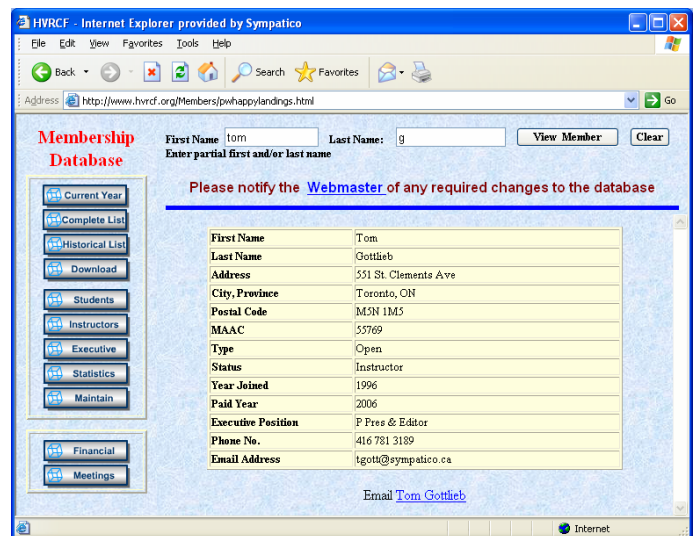 HVRCF - Internet Explorer provided by Sympatico
File Edit View Favorites Tools Help
Back Search Favorites
Address http://www.hvrcf.org/Members/pwhappylandings.html Go
Membership Database
First Name tom Last Name: g View Member Clear
Enter partial first and/or last name
Please notify the Webmaster of any required changes to the database
Current Year
Complete List
Historical List
Download
Students
Instructors
Executive
Statistics
Maintain
Financial
Meetings
First Name Tom
Last Name Gottlieb
Address 551 St. Clements Ave
City, Province Toronto, ON
Postal Code M5N 1M5
MAAC 55769
Type Open
Status Instructor
Year Joined 1996
Paid Year 2006
Executive Position P Pres & Editor
Phone No. 416 781 3189
Email Address tgott@sympatico.ca
Email Tom Gottlieb
Internet